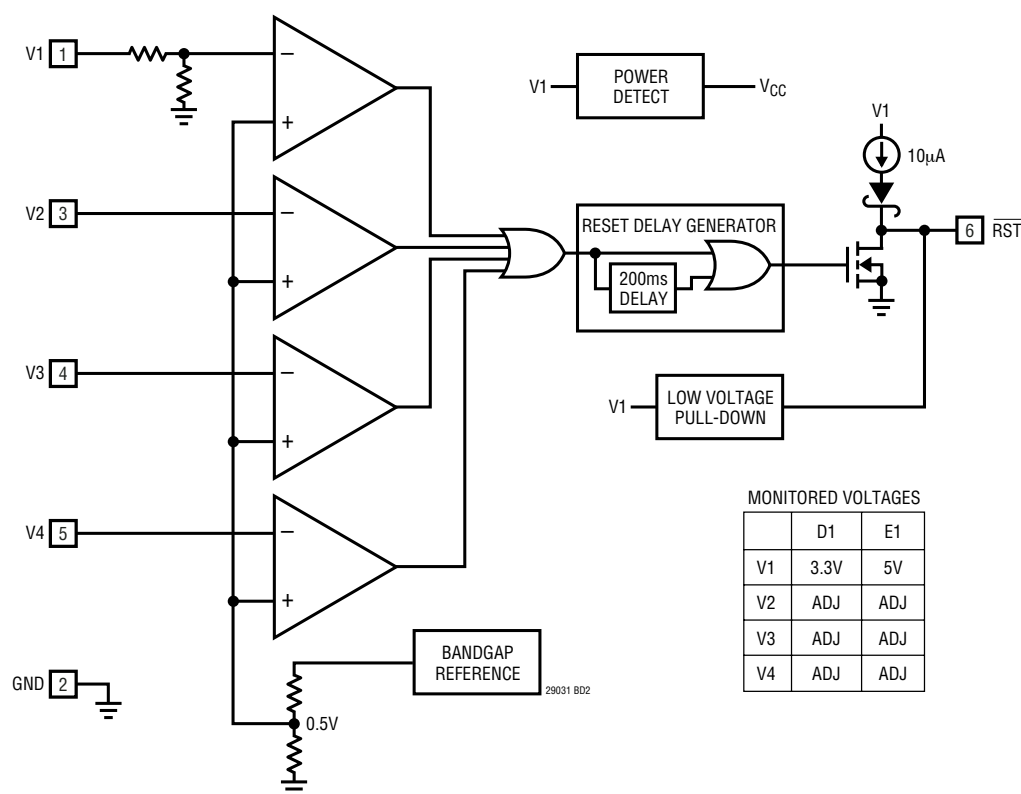 V1 1
−
+
POWER
DETECT
V1
VCC
V1
10µA
V2 3
−
+
RESET DELAY GENERATOR
200ms
DELAY
6 RST
V3 4
−
+
V1
LOW VOLTAGE
PULL-DOWN
V4 5
−
+
MONITORED VOLTAGES
D1 E1
V1 3.3V 5V
V2 ADJ ADJ
V3 ADJ ADJ
V4 ADJ ADJ
GND 2
BANDGAP
REFERENCE
29031 BD2
0.5V